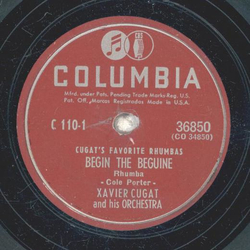 COLUMBIA
Mfrd. under Pats. Pending Trade Marks Reg. U.S.
Pat. Off., Marcas Registradas Made in U.S.A.
C 110-1
36850
(CO 34850)
CUGAT'S FAVORITE RHUMBAS
BEGIN THE BEGUINE
Rhumba
- Cole Porter -
XAVIER CUGAT
and his ORCHESTRA